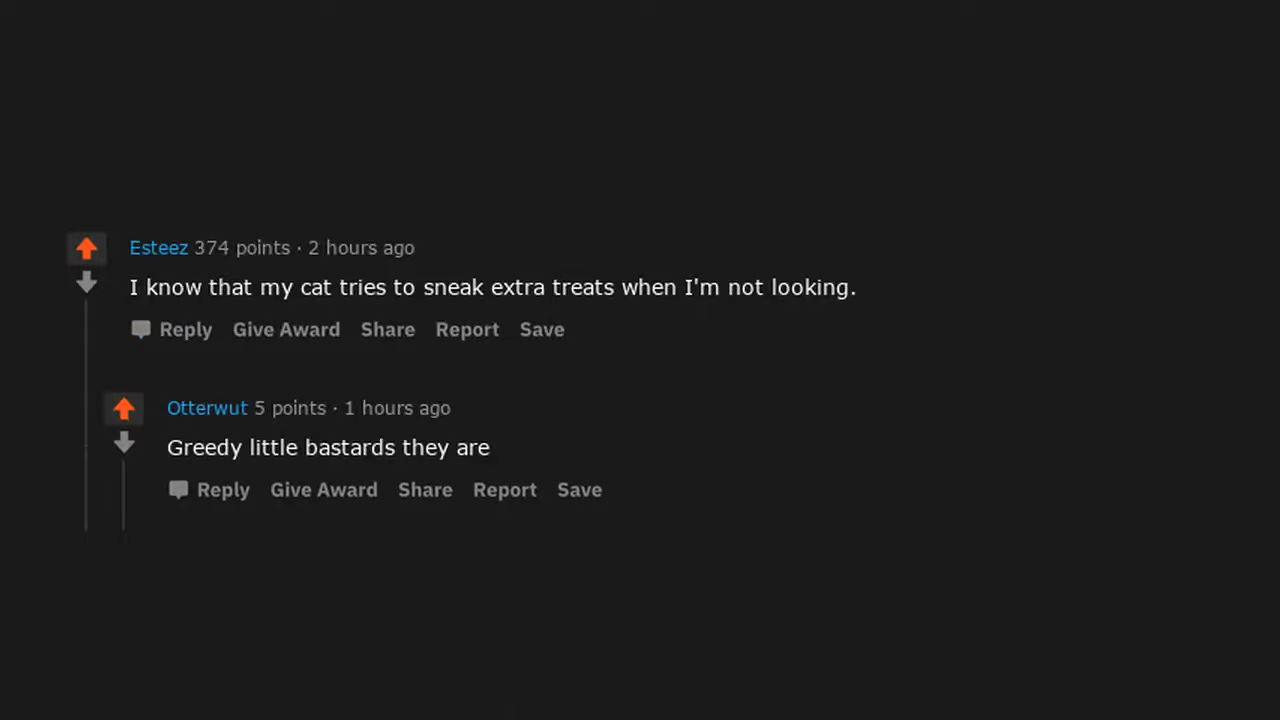 Esteez 374 points · 2 hours ago
I know that my cat tries to sneak extra treats when I'm not looking.
Reply Give Award Share Report Save
Otterwut 5 points · 1 hours ago
Greedy little bastards they are
Reply Give Award Share Report Save